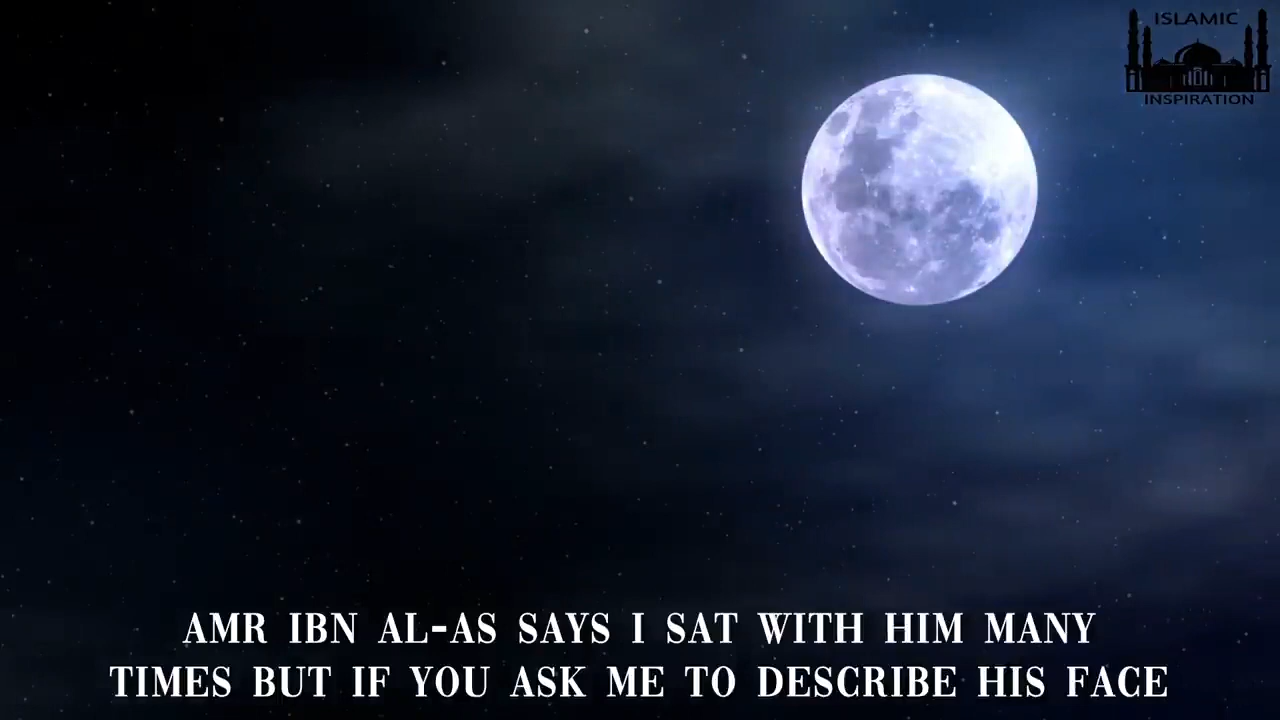 ISLAMIC
INSPIRATION
AMR IBN AL-AS SAYS I SAT WITH HIM MANY
TIMES BUT IF YOU ASK ME TO DESCRIBE HIS FACE